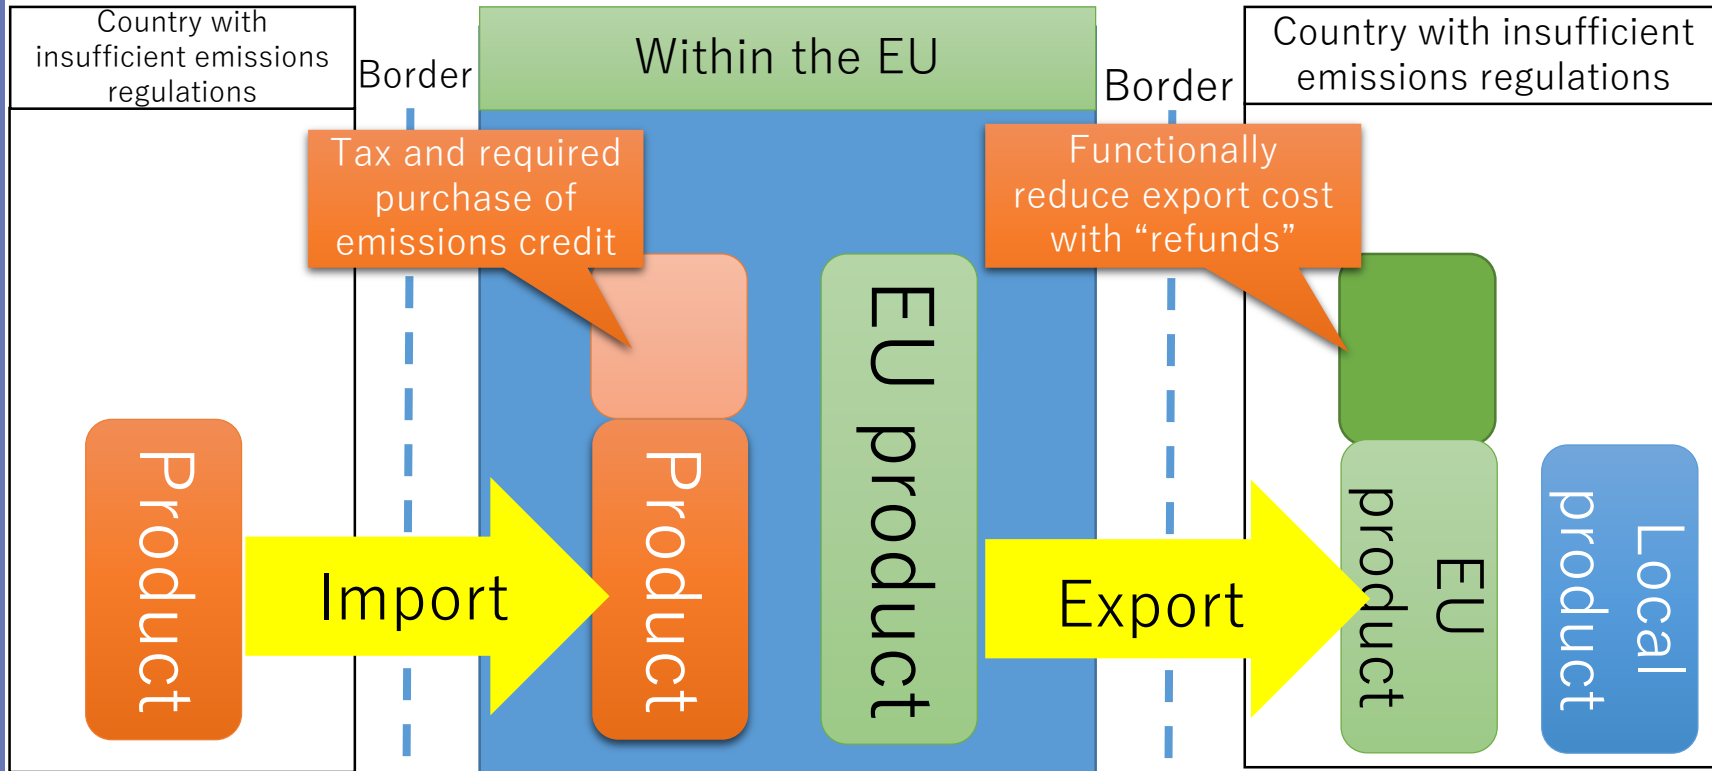 Country with
insufficient emissions
regulations
Border
Within the EU
Border
Country with insufficient
emissions regulations
Tax and required
purchase of
emissions credit
Functionally
reduce export cost
with “refunds”
Product
Import
Product
EU product
Export
EU
product
Local
product